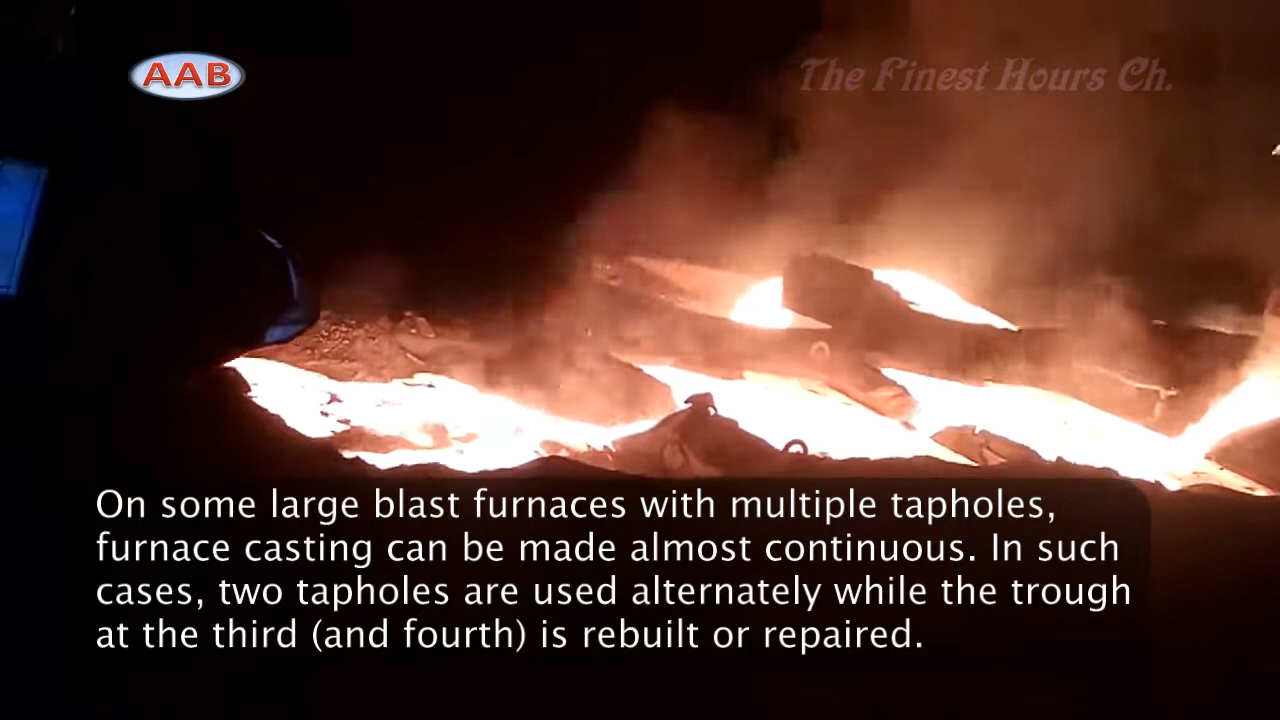 AAB
The Finest Hours Ch.
On some large blast furnaces with multiple tapholes,
furnace casting can be made almost continuous. In such
cases, two tapholes are used alternately while the trough
at the third (and fourth) is rebuilt or repaired.